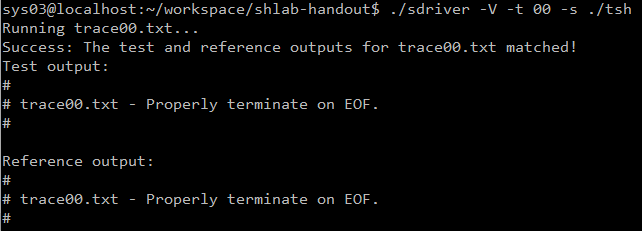 sys03@localhost:~/workspace/shlab-handout$ ./sdriver -V -t 00 -s ./tsh
Running trace00.txt...
Success: The test and reference outputs for trace00.txt matched!
Test output:
#
# trace00.txt - Properly terminate on EOF.
#

Reference output:
#
# trace00.txt - Properly terminate on EOF.
#